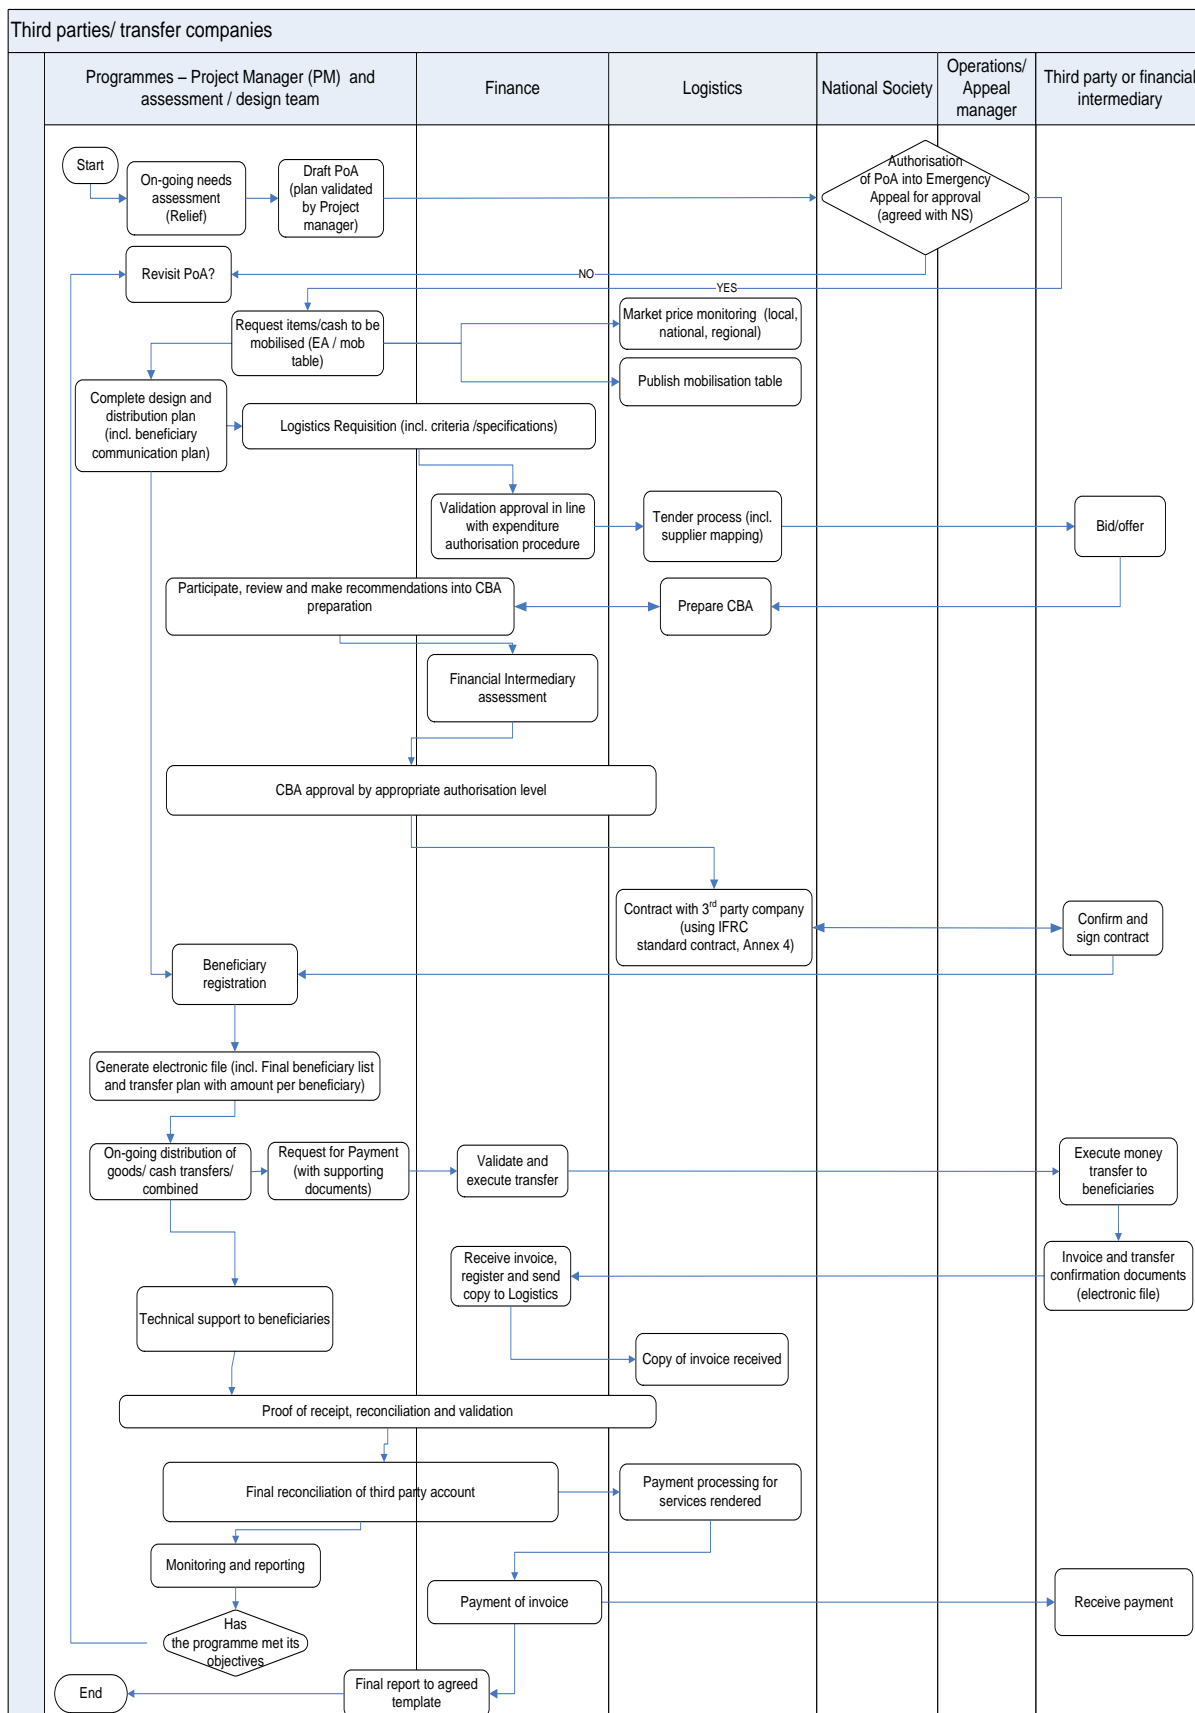 Third parties/ transfer companies
Programmes – Project Manager (PM)  and
assessment / design team
Finance
Logistics
National Society
Operations/
Appeal
manager
Third party or financial
intermediary
Start
On-going needs
assessment
(Relief)
Draft PoA
(plan validated
by Project
manager)
Authorisation
of PoA into Emergency
Appeal for approval
(agreed with NS)
Revisit PoA?
NO
YES
Request items/cash to be
mobilised (EA / mob
table)
Market price monitoring  (local,
national, regional)
Publish mobilisation table
Complete design and
distribution plan
(incl. beneficiary
communication plan)
Logistics Requisition (incl. criteria /specifications)
Validation approval in line
with expenditure
authorisation procedure
Tender process (incl.
supplier mapping)
Bid/offer
Participate, review and make recommendations into CBA
preparation
Prepare CBA
Financial Intermediary
assessment
CBA approval by appropriate authorisation level
Contract with 3rd party company
(using IFRC
standard contract, Annex 4)
Confirm and
sign contract
Beneficiary
registration
Generate electronic file (incl. Final beneficiary list
and transfer plan with amount per beneficiary)
On-going distribution of
goods/ cash transfers/
combined
Request for Payment
(with supporting
documents)
Validate and
execute transfer
Execute money
transfer to
beneficiaries
Receive invoice,
register and send
copy to Logistics
Invoice and transfer
confirmation documents
(electronic file)
Technical support to beneficiaries
Copy of invoice received
Proof of receipt, reconciliation and validation
Final reconciliation of third party account
Payment processing for
services rendered
Monitoring and reporting
Payment of invoice
Receive payment
Has
the programme met its
objectives
End
Final report to agreed
template